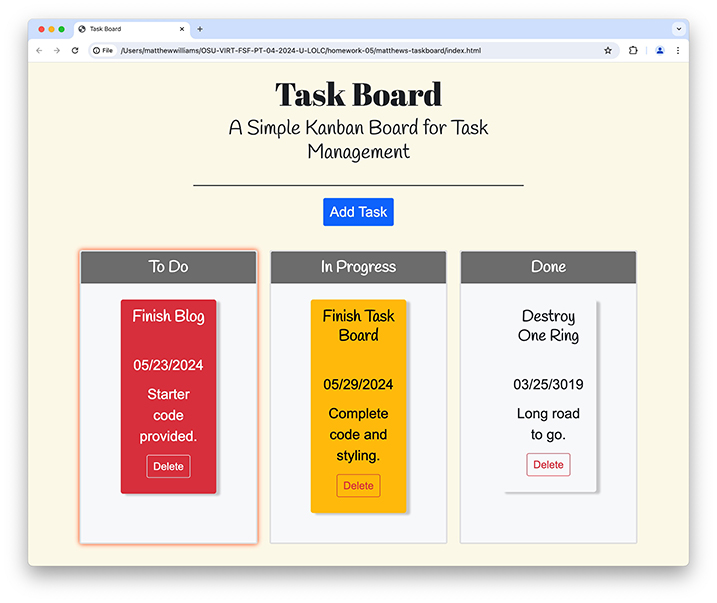 Task Board
File /Users/matthewwilliams/OSU-VIRT-FSF-PT-04-2024-U-LOLC/homework-05/matthews-taskboard/index.html
Task Board
A Simple Kanban Board for Task
Management
Add Task
To Do
Finish Blog
05/23/2024
Starter
code
provided.
Delete
In Progress
Finish Task
Board
05/29/2024
Complete
code and
styling.
Delete
Done
Destroy
One Ring
03/25/3019
Long road
to go.
Delete